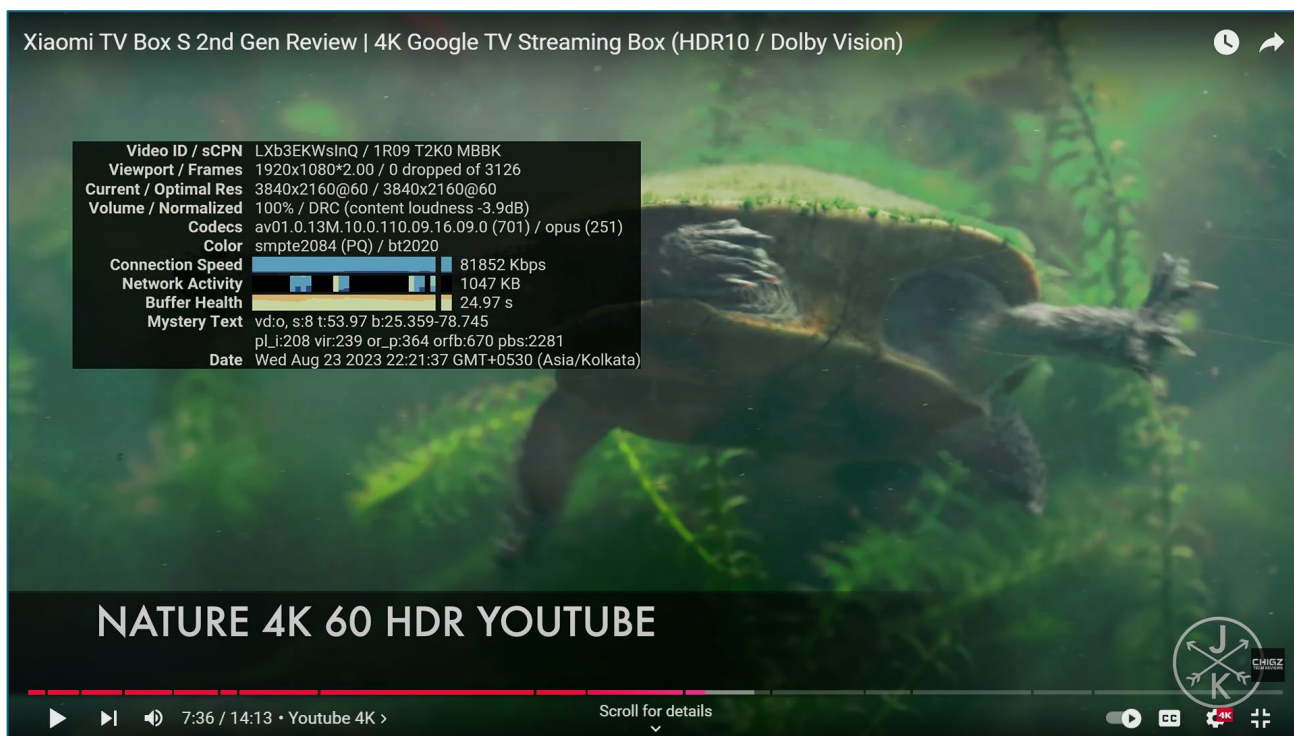 Xiaomi TV Box S 2nd Gen Review | 4K Google TV Streaming Box (HDR10 / Dolby Vision)
Video ID / sCPN LXb3EKWsInQ / 1R09 T2K0 MBBK
Viewport / Frames 1920x1080*2.00 / 0 dropped of 3126
Current / Optimal Res 3840x2160@60 / 3840x2160@60
Volume / Normalized 100% / DRC (content loudness -3.9dB)
Codecs av01.0.13M.10.0.110.09.16.09.0 (701) / opus (251)
Color smpte2084 (PQ) / bt2020
Connection Speed 81852 Kbps
Network Activity 1047 KB
Buffer Health 24.97 s
Mystery Text vd:o, s:8 t:53.97 b:25.359-78.745
pl_i:208 vir:239 or_p:364 orfb:670 pbs:2281
Date Wed Aug 23 2023 22:21:37 GMT+0530 (Asia/Kolkata)
NATURE 4K 60 HDR YOUTUBE
J
K
CHIGZ
TECH REVIEWS
7:36 / 14:13 • Youtube 4K ›
Scroll for details
CC
4K